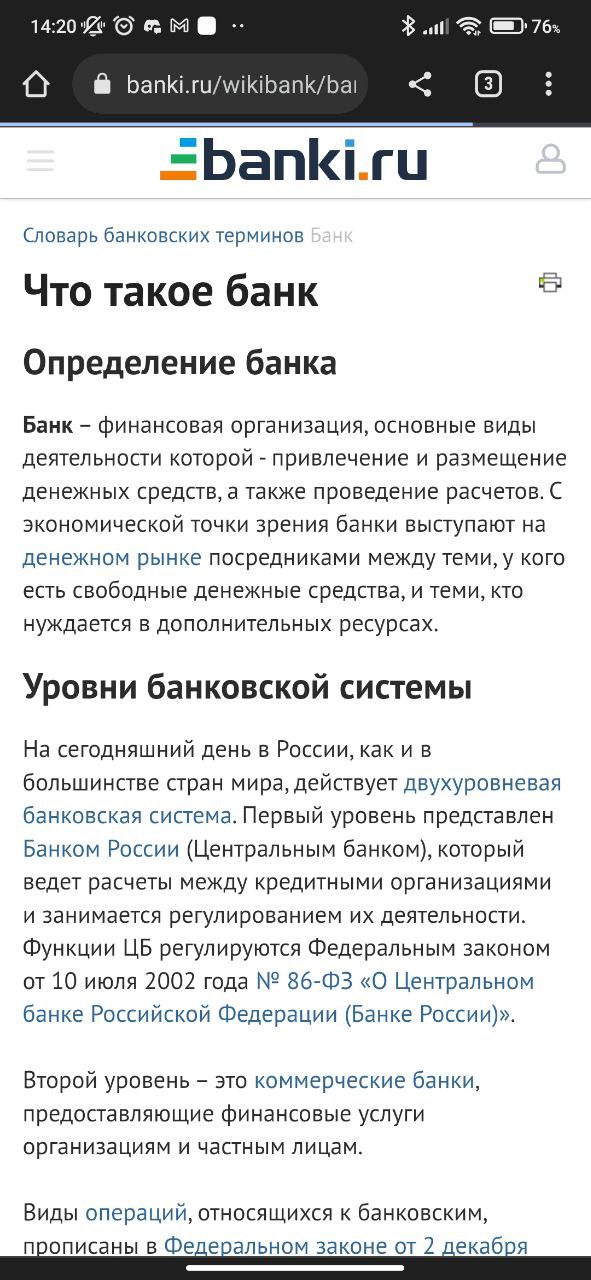 14:20
76%
banki.ru/wikibank/bar
3
banki.ru
Словарь банковских терминов Банк
Что такое банк
Определение банка
Банк – финансовая организация, основные виды
деятельности которой - привлечение и размещение
денежных средств, а также проведение расчетов. С
экономической точки зрения банки выступают на
денежном рынке посредниками между теми, у кого
есть свободные денежные средства, и теми, кто
нуждается в дополнительных ресурсах.
Уровни банковской системы
На сегодняшний день в России, как и в
большинстве стран мира, действует двухуровневая
банковская система. Первый уровень представлен
Банком России (Центральным банком), который
ведет расчеты между кредитными организациями
и занимается регулированием их деятельности.
Функции ЦБ регулируются Федеральным законом
от 10 июля 2002 года № 86-ФЗ «О Центральном
банке Российской Федерации (Банке России)».
Второй уровень – это коммерческие банки,
предоставляющие финансовые услуги
организациям и частным лицам.
Виды операций, относящихся к банковским,
прописаны в Федеральном законе от 2 декабря